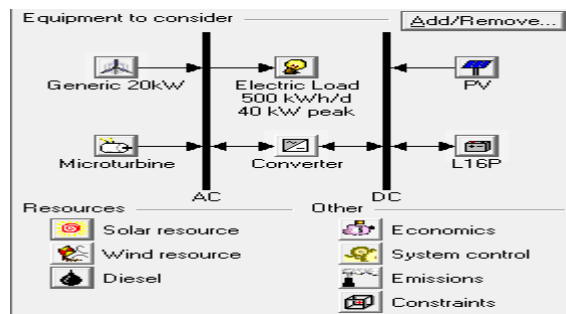 Equipment to consider
Add/Remove...
Generic 20kW
Electric Load
500 kWh/d
40 kW peak
PV
Microturbine
Converter
L16P
AC
DC
Resources
Other
Solar resource
Economics
Wind resource
System control
Diesel
Emissions
Constraints